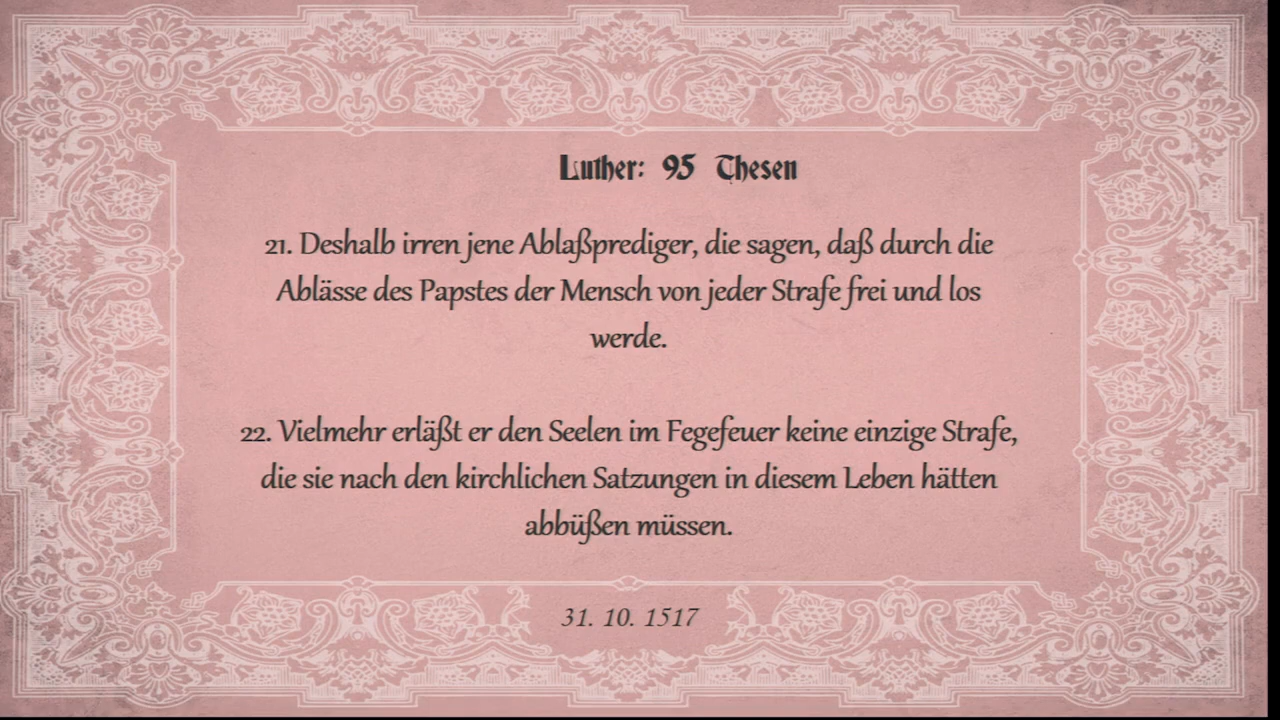 Luther: 95 Thesen
21. Deshalb irren jene Ablaßprediger, die sagen, daß durch die
Ablässe des Papstes der Mensch von jeder Strafe frei und los
werde.
22. Vielmehr erläßt er den Seelen im Fegefeuer keine einzige Strafe,
die sie nach den kirchlichen Satzungen in diesem Leben hätten
abbüßen müssen.
31. 10. 1517